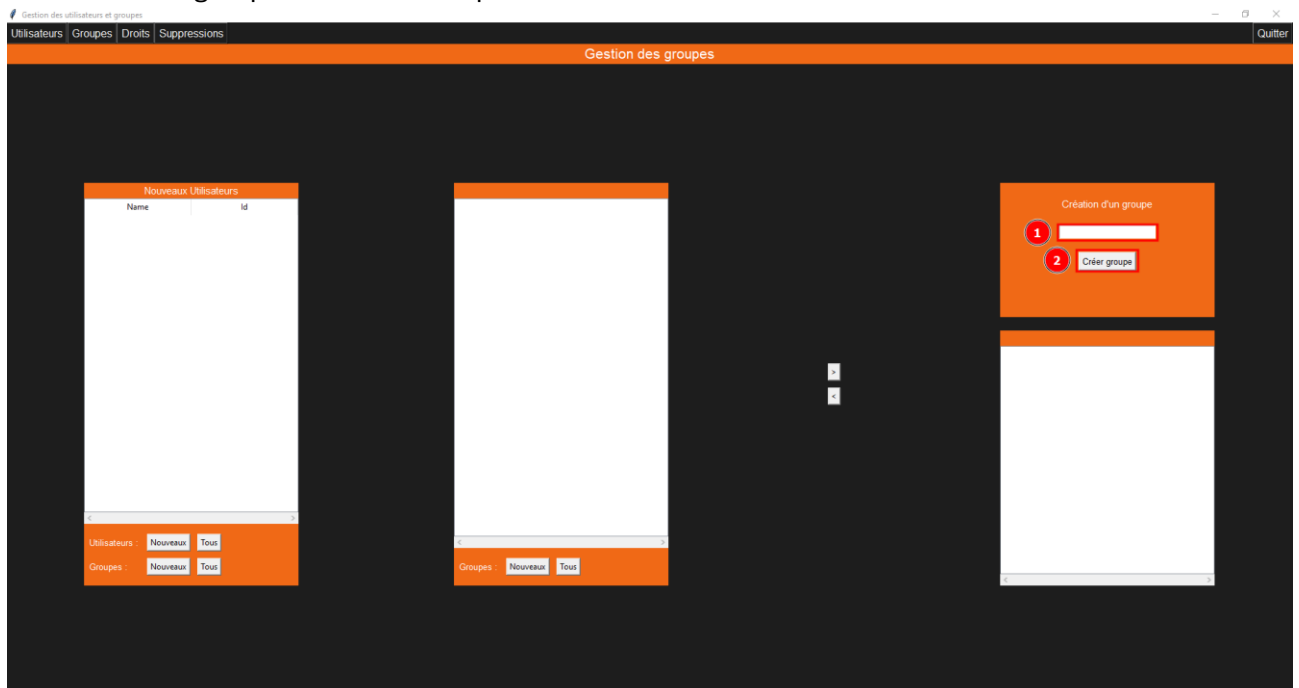 Gestion des utilisateurs et groupes
Utilisateurs Groupes Droits Suppressions Quitter
Gestion des groupes
Nouveaux Utilisateurs
Name Id
Création d'un groupe
1
2 Créer groupe
>
<
Utilisateurs : Nouveaux Tous
Groupes : Nouveaux Tous
Groupes : Nouveaux Tous